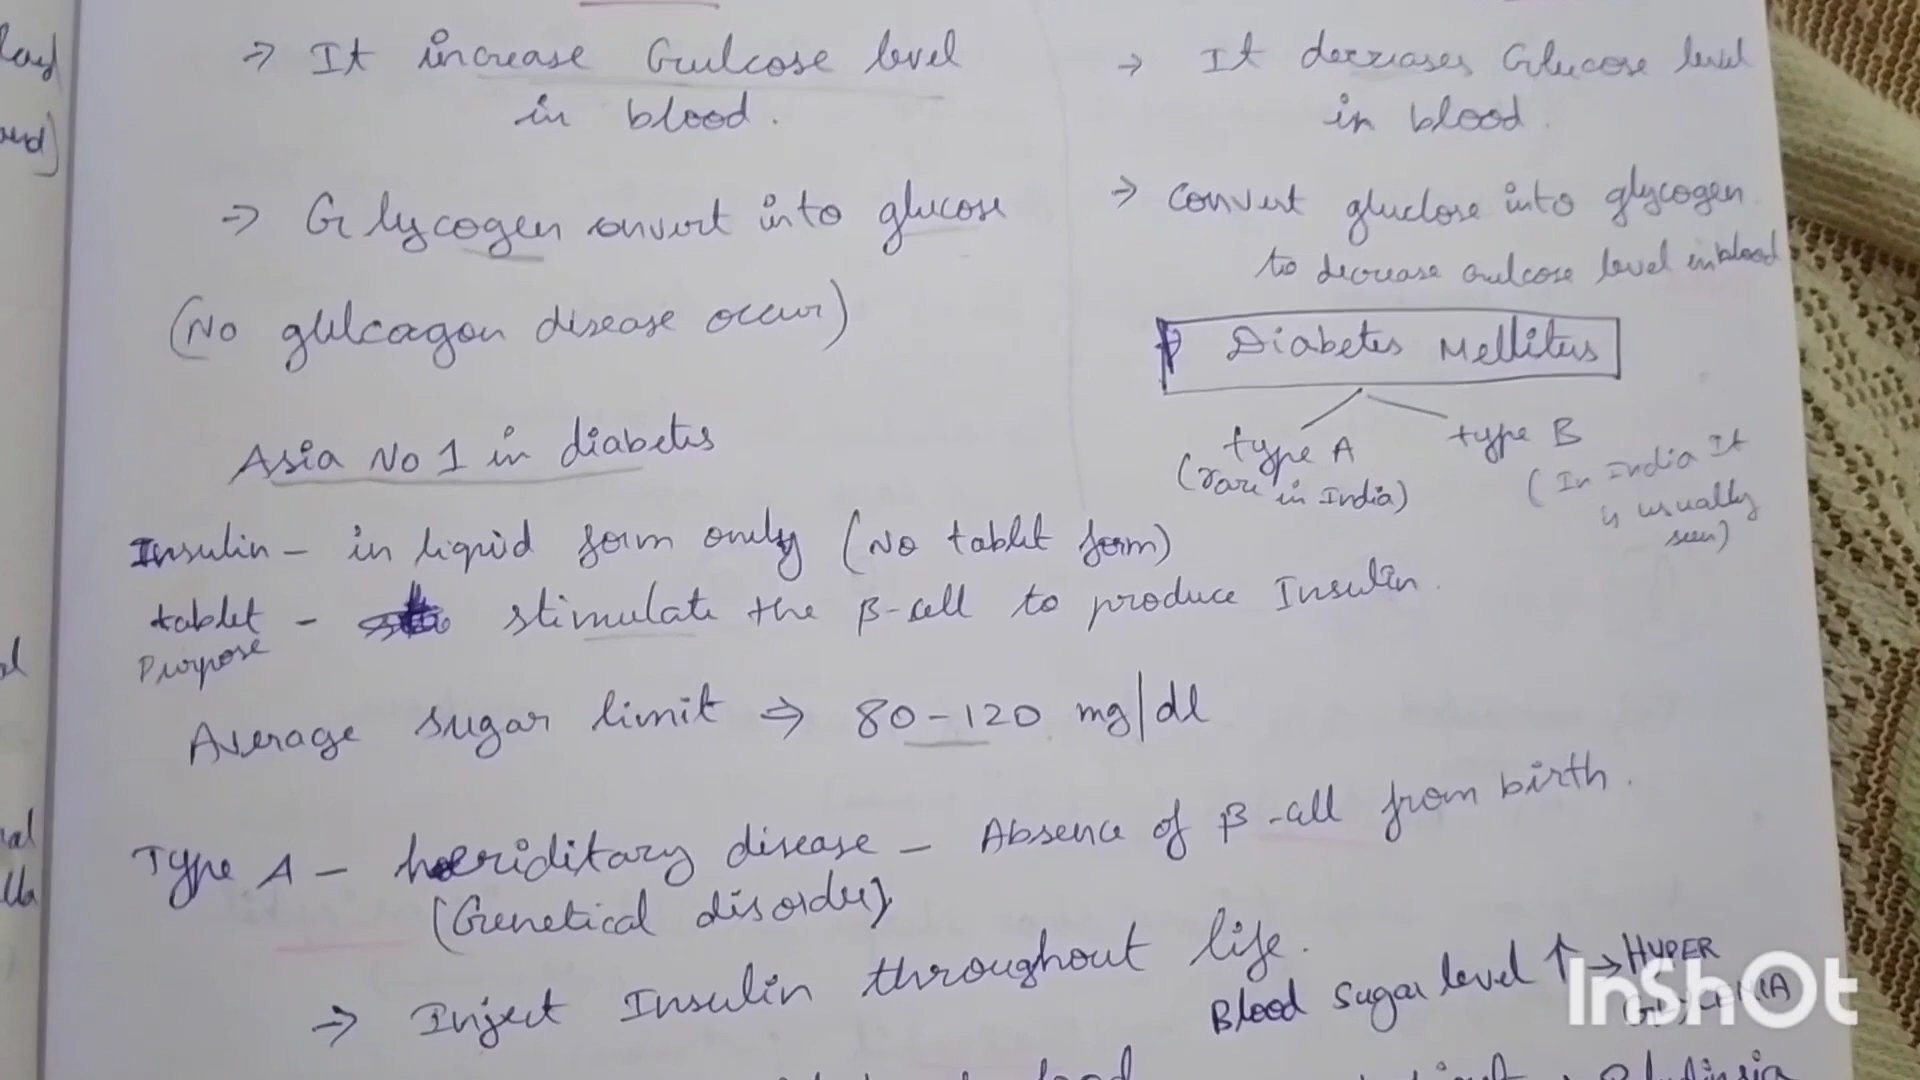 ⇒ It increase Gulcose level
in blood.
⇒ Glycogen onvert into glucose
(No glulcagon disease occur)
Asia No 1 in diabetes
→ It decreases Glucose level
in blood.
→ Convert gluclose into glycogen
to decrease Gulcose level in blood
Diabetes Mellitus
type A
(rare in India)
type B
(In India It
is usually
seen)
Insulin – in liquid form only (No tablet form)
tablet – stimulate the β-cell to produce Insulin.
Purpose
Average sugar limit ⇒ 80-120 mg/dl
Type A – heriditary disease – Absence of β-cell from birth.
(Genetical disorder)
⇒ Inject Insulin throughout life.
Blood sugar level ↑ → HYPER
InShOt